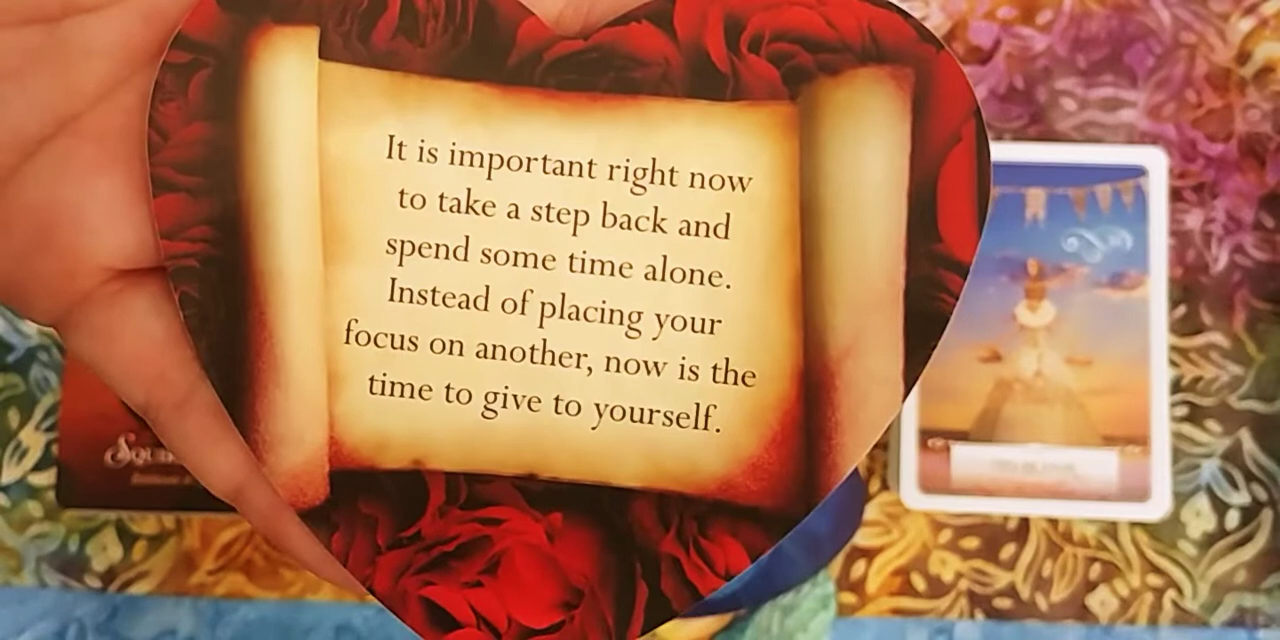 It is important right now
to take a step back and
spend some time alone.
Instead of placing your
focus on another, now is the
time to give to yourself.